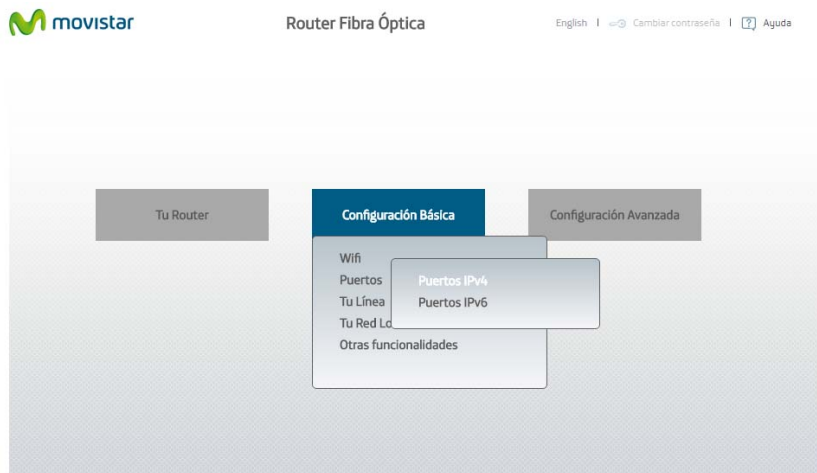 movistar
Router Fibra Óptica
English | Cambiar contraseña | Ayuda
Tu Router
Configuración Básica
Configuración Avanzada
Wifi
Puertos
Puertos IPv4
Tu Línea
Puertos IPv6
Tu Red Lo
Otras funcionalidades